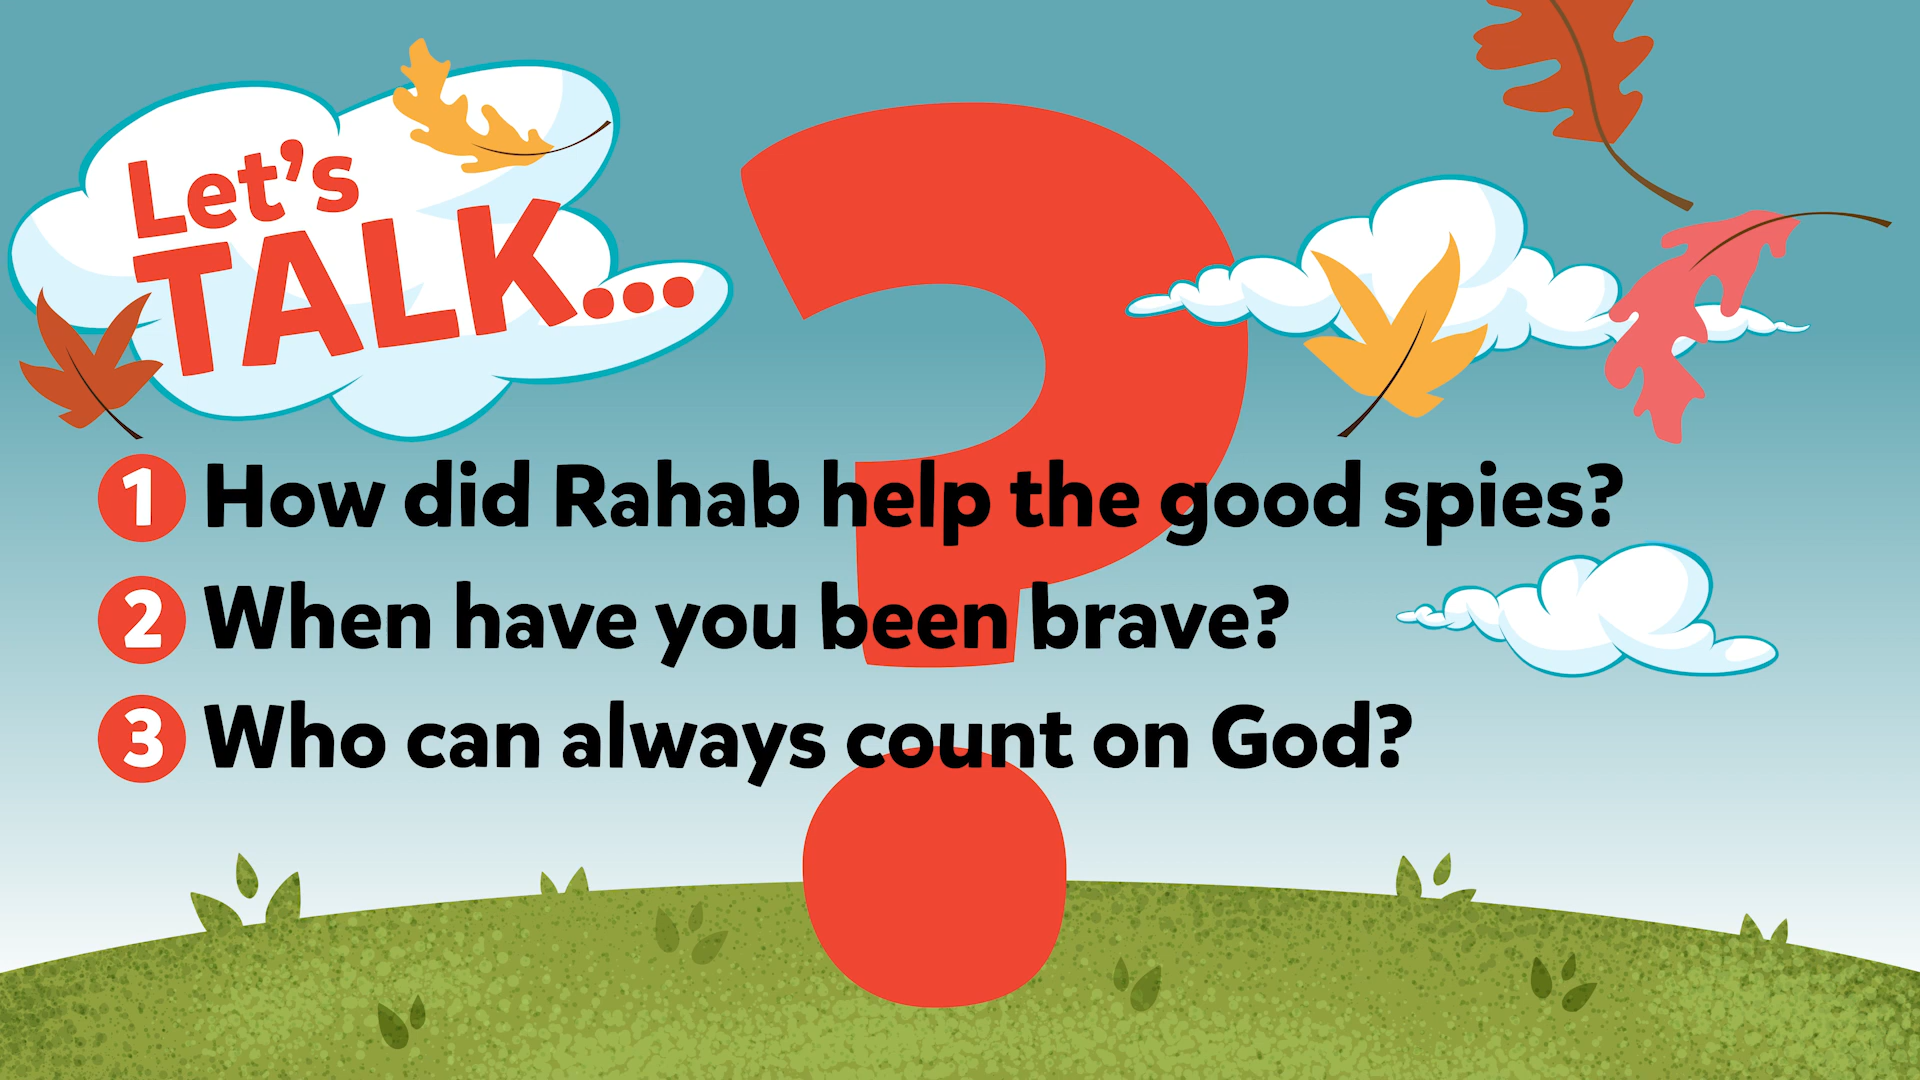 Let's
TALK...
1 How did Rahab help the good spies?
2 When have you been brave?
3 Who can always count on God?